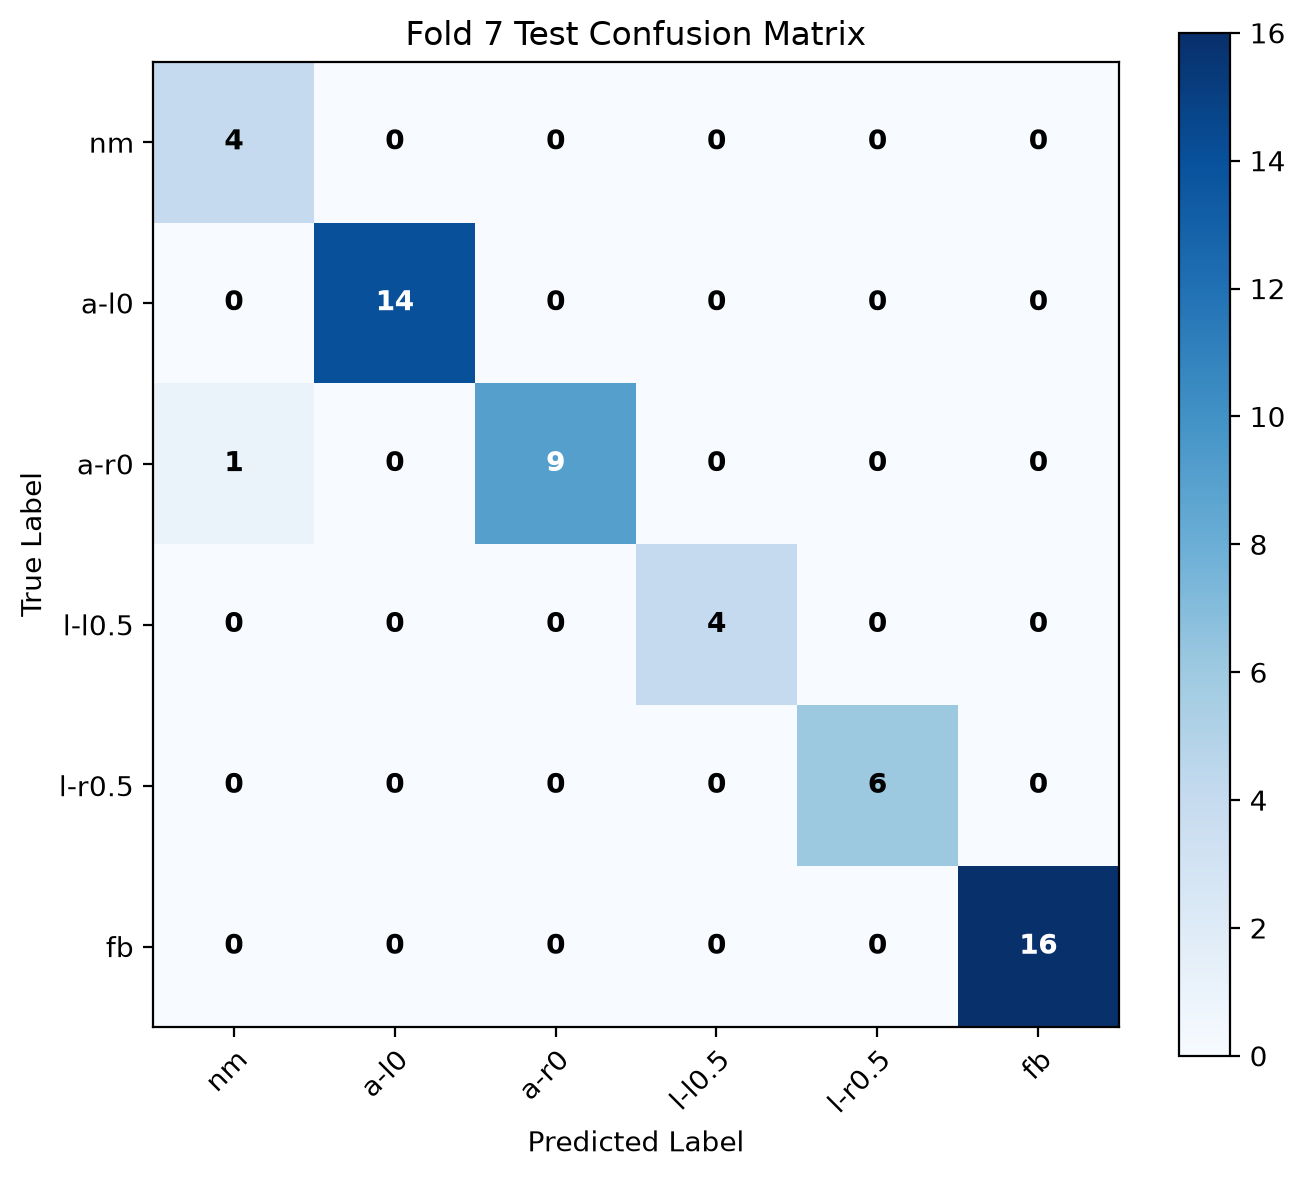 Fold 7 Test Confusion Matrix
nm 4 0 0 0 0 0
a-l0 0 14 0 0 0 0
a-r0 1 0 9 0 0 0
l-l0.5 0 0 0 4 0 0
l-r0.5 0 0 0 0 6 0
fb 0 0 0 0 0 16
nm a-l0 a-r0 l-l0.5 l-r0.5 fb
Predicted Label
True Label
16
14
12
10
8
6
4
2
0